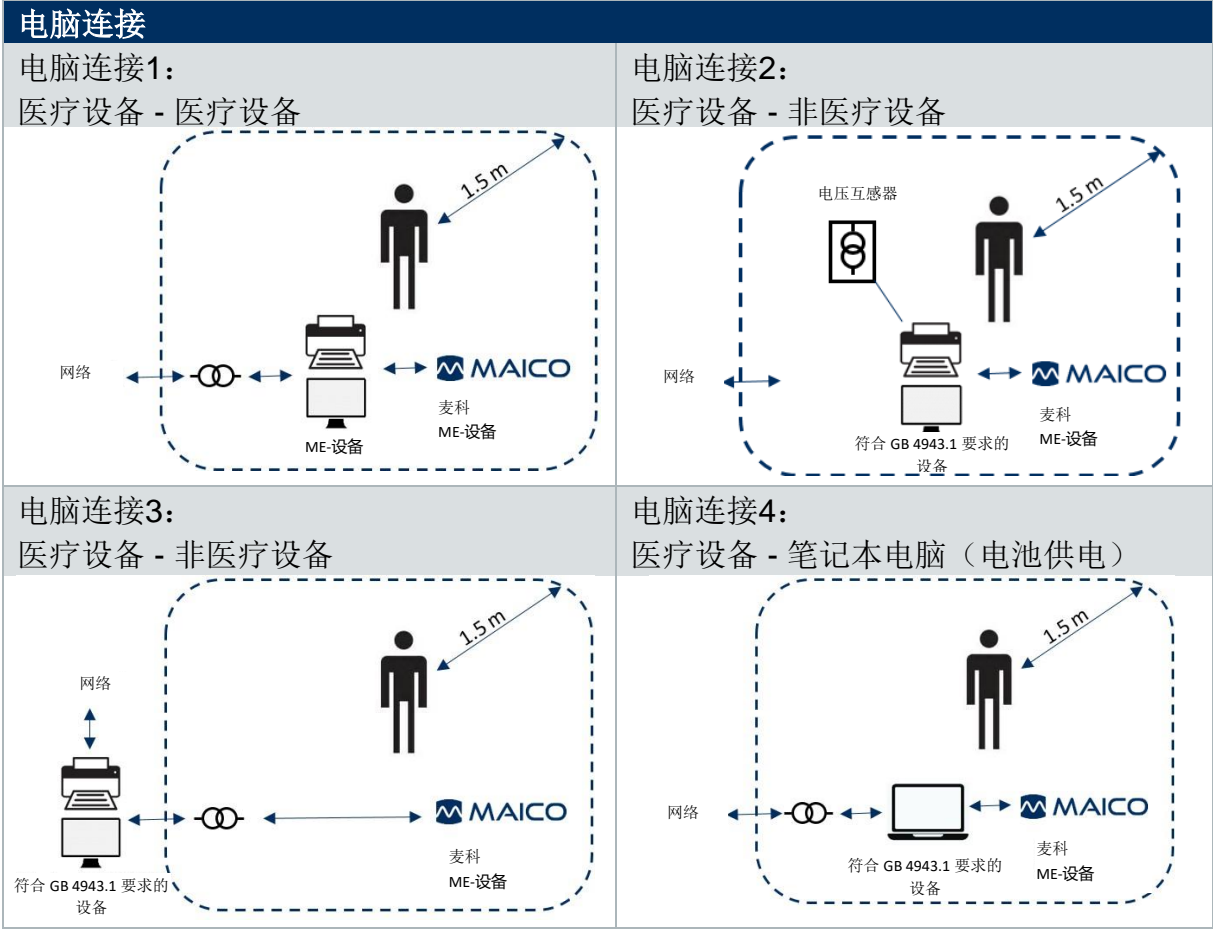 电脑连接
电脑连接1：
医疗设备 - 医疗设备
1.5 m
网络
MAICO
麦科
ME-设备
ME-设备
电脑连接2：
医疗设备 - 非医疗设备
电压互感器
1.5 m
网络
MAICO
麦科
ME-设备
符合 GB 4943.1 要求的
设备
电脑连接3：
医疗设备 - 非医疗设备
1.5 m
网络
MAICO
麦科
ME-设备
符合 GB 4943.1 要求的
设备
电脑连接4：
医疗设备 - 笔记本电脑（电池供电）
1.5 m
网络
MAICO
麦科
ME-设备
符合 GB 4943.1 要求的
设备